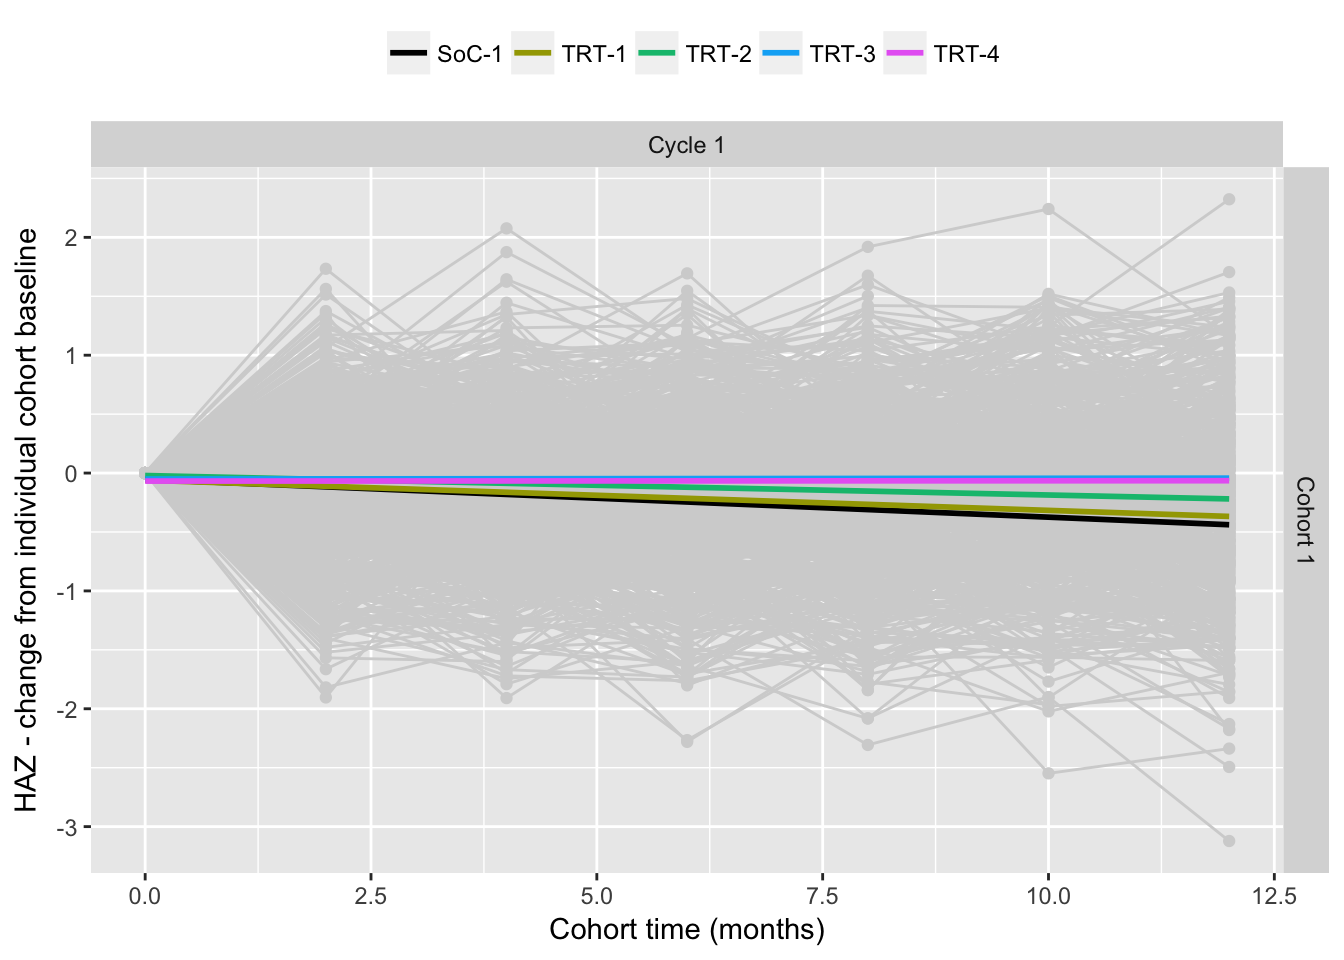 SoC-1 TRT-1 TRT-2 TRT-3 TRT-4
Cycle 1
HAZ - change from individual cohort baseline
2
1
0
-1
-2
-3
Cohort 1
0.0 2.5 5.0 7.5 10.0 12.5
Cohort time (months)